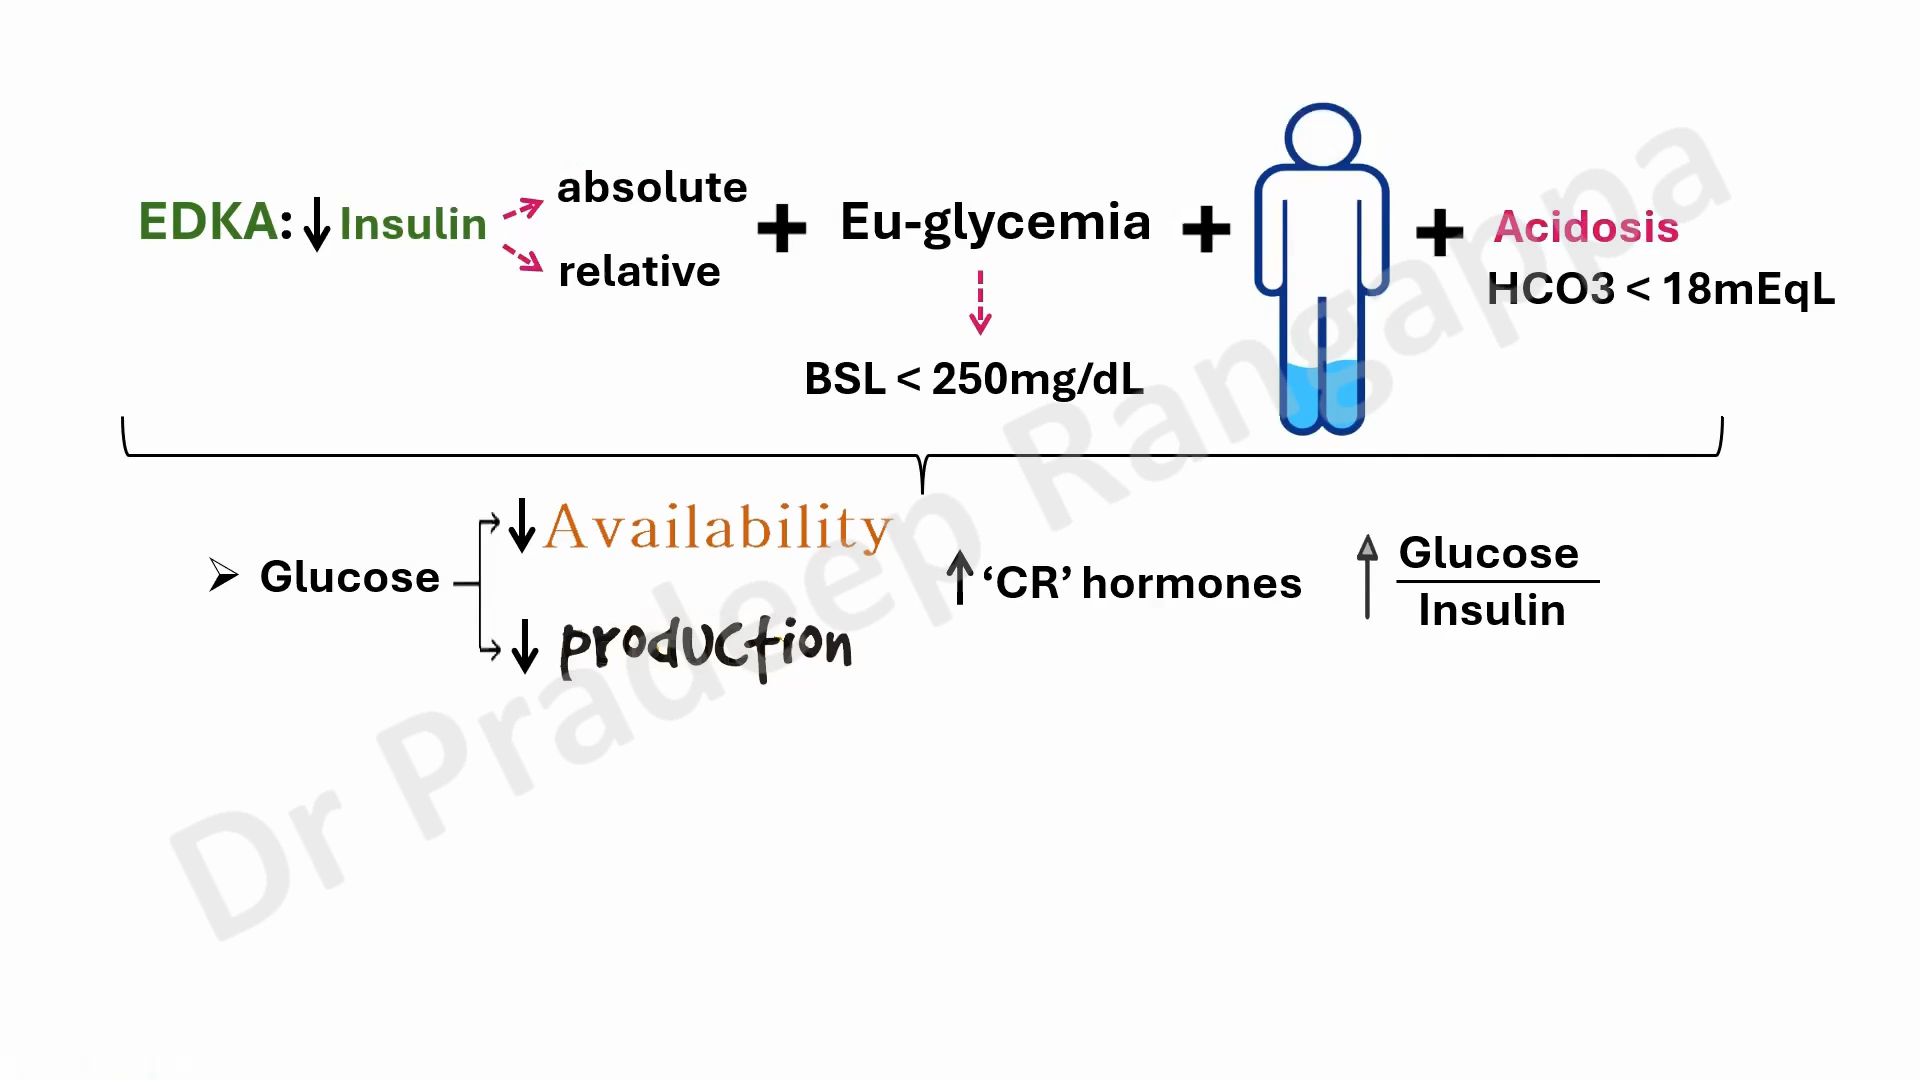 EDKA: ↓ Insulin
absolute
relative
+ Eu-glycemia +
BSL < 250mg/dL
+ Acidosis
HCO3 < 18mEqL
➢ Glucose
↓ Availability
↓ production
↑ ‘CR’ hormones
↑ Glucose
Insulin
Dr Pradeep Rangappa